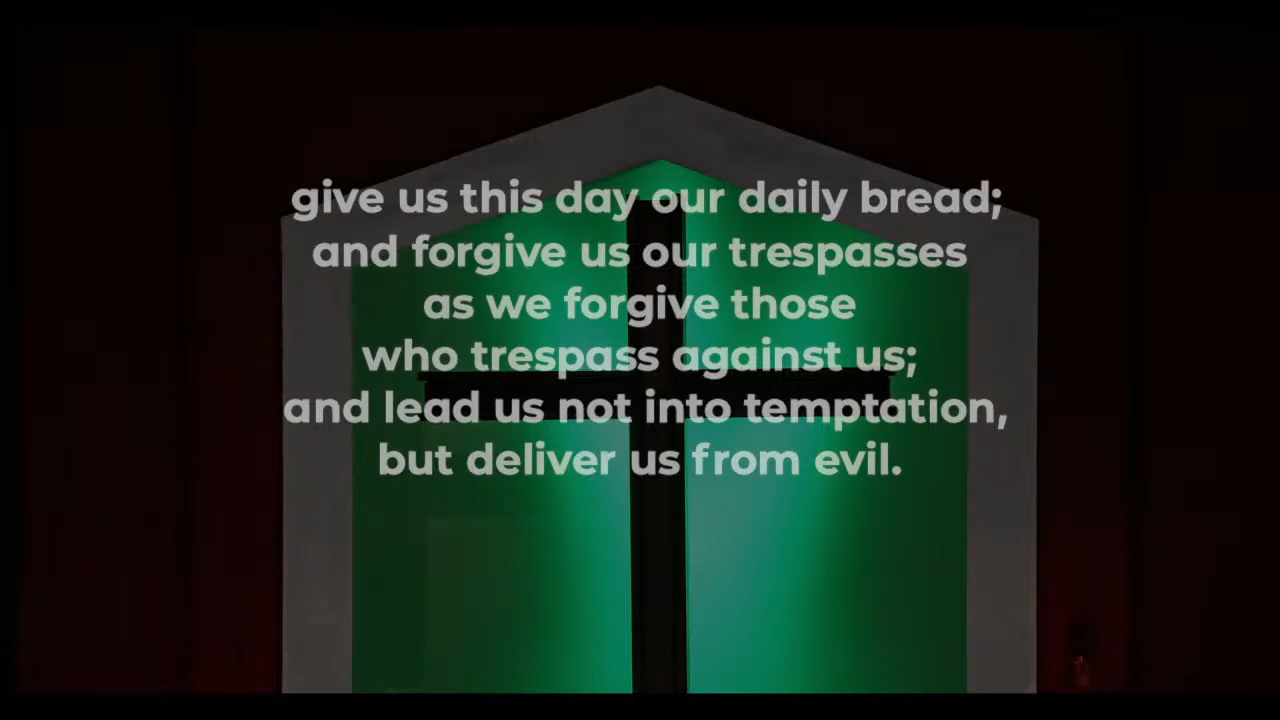 give us this day our daily bread;
and forgive us our trespasses
as we forgive those
who trespass against us;
and lead us not into temptation,
but deliver us from evil.